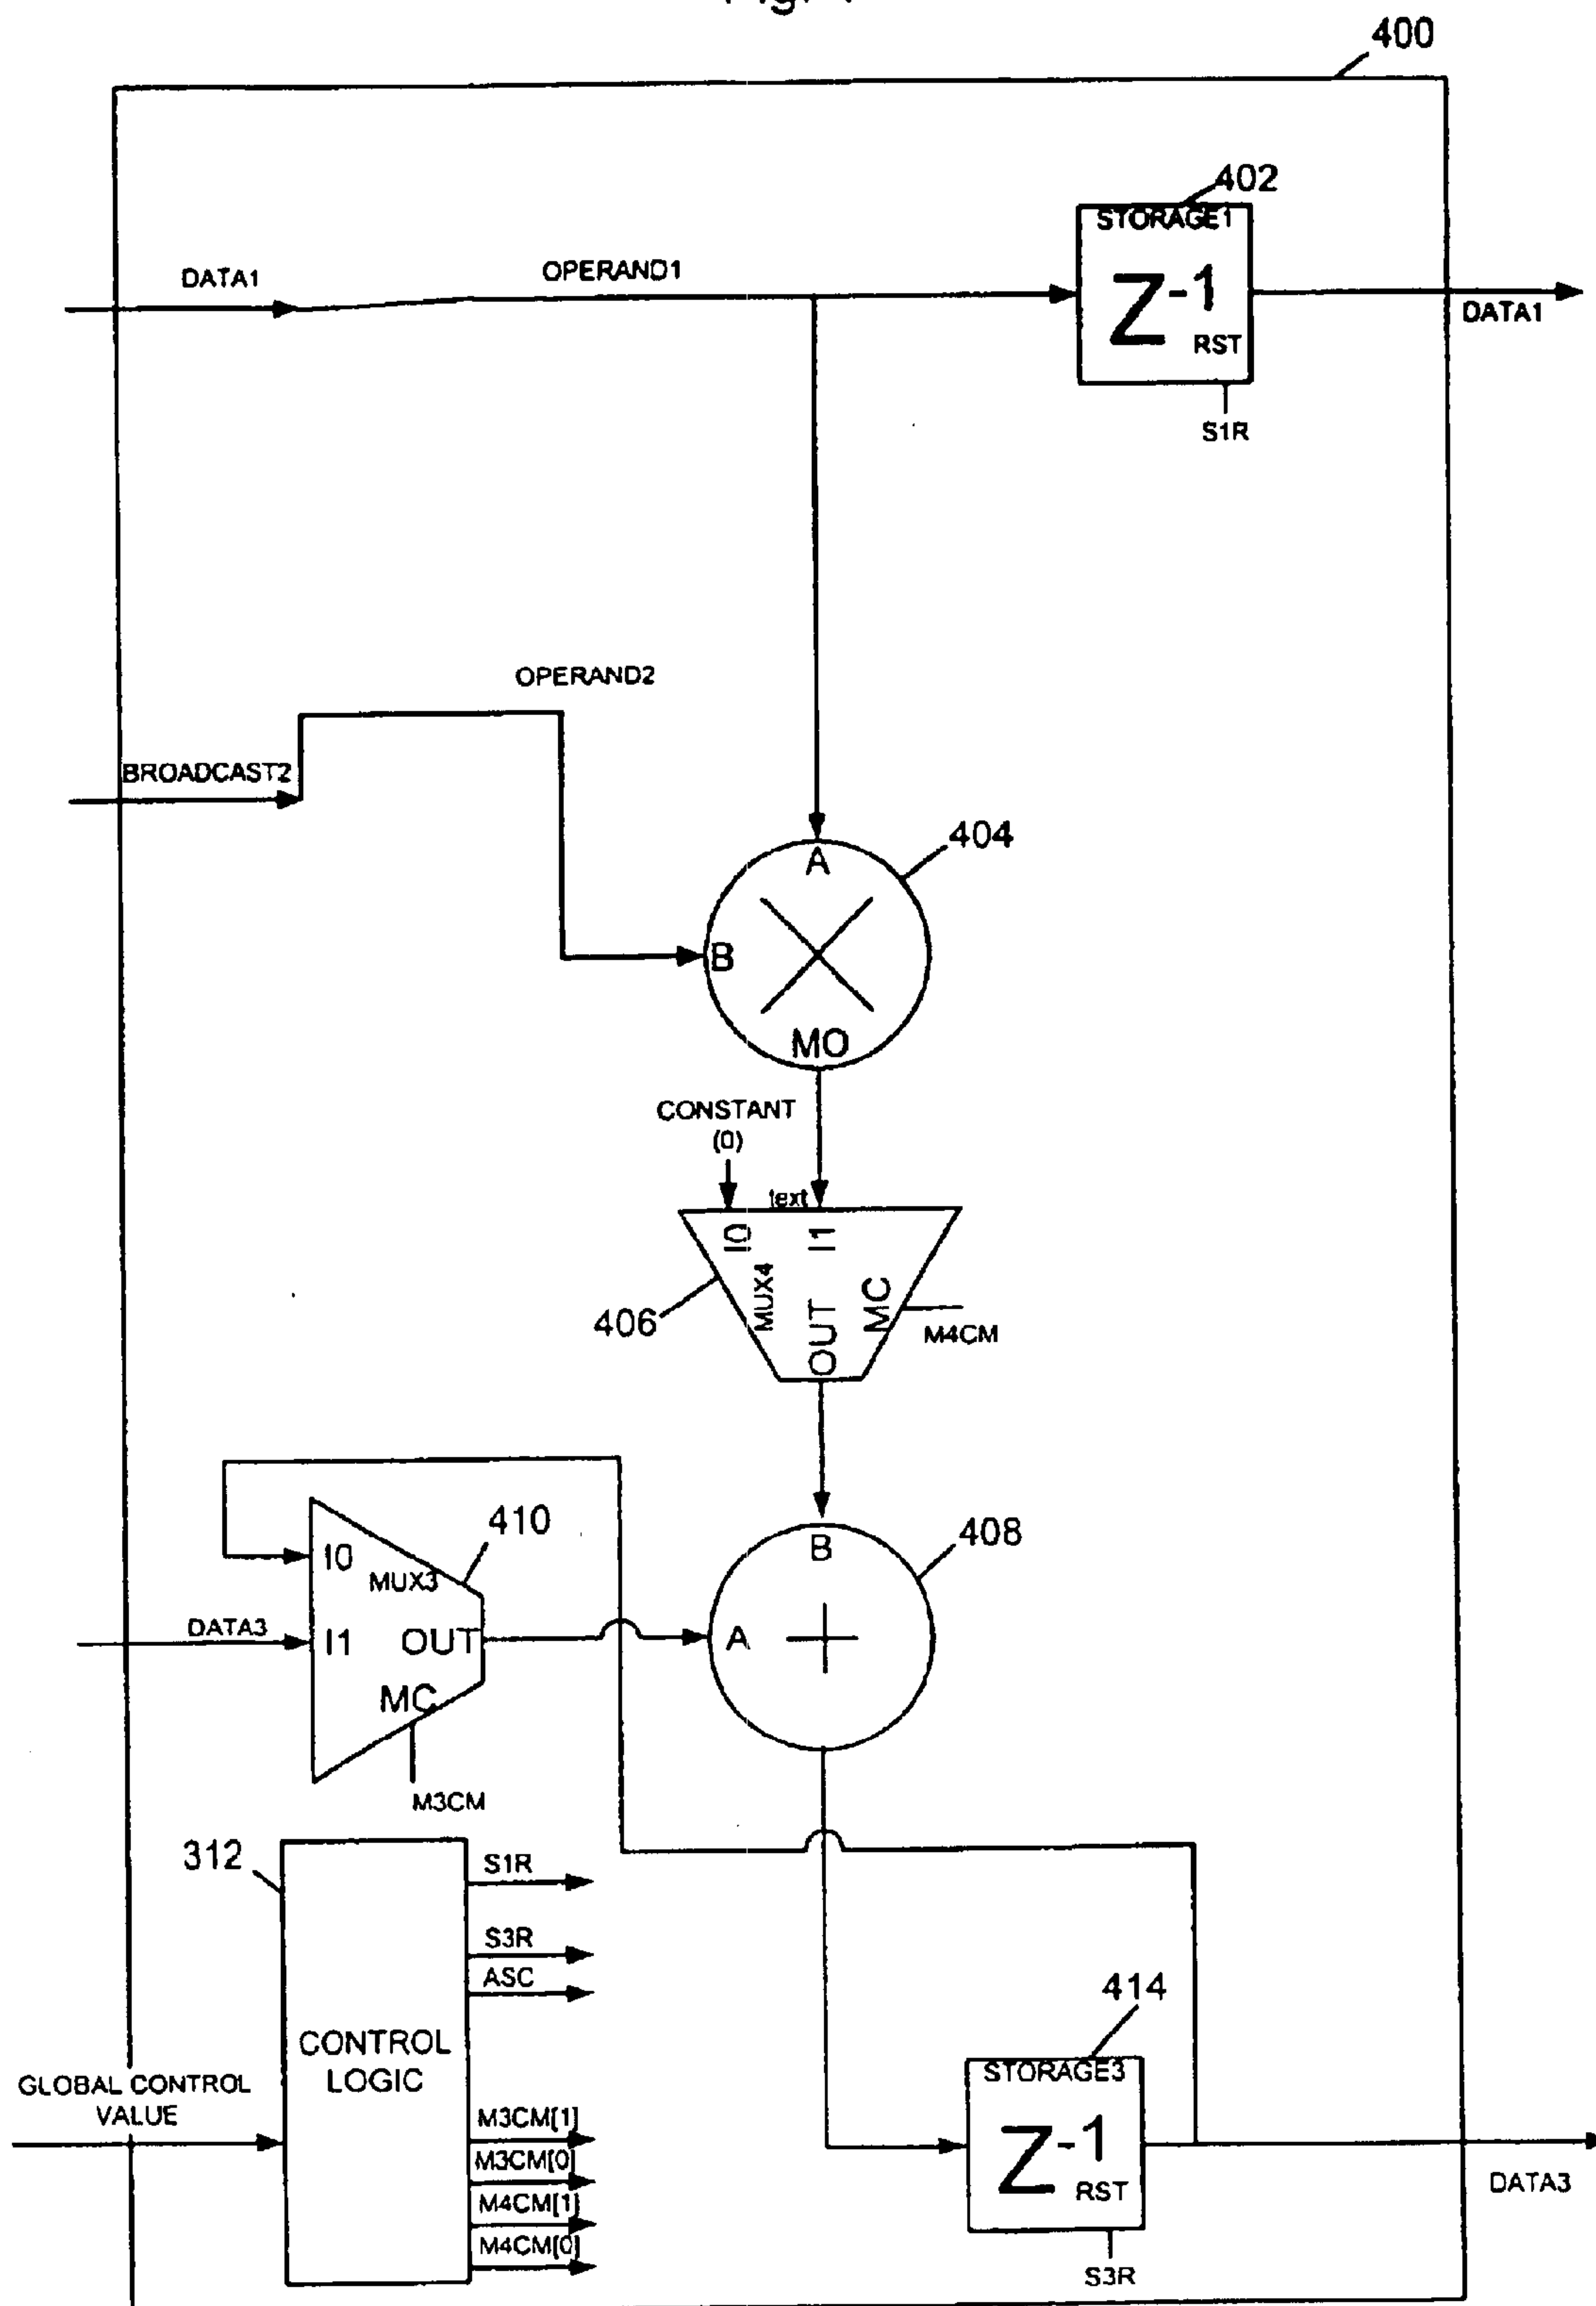 400
402
STORAGE1
Z-1
RST
S1R
DATA1
OPERAND1
DATA1
OPERAND2
BROADCAST2
404
A
B
MO
CONSTANT
(0)
text
I0
I1
MUX4
OUT
MC
406
M4CM
410
I0
MUX3
DATA3
I1
OUT
MC
M3CM
408
B
A
312
S1R
S3R
ASC
CONTROL
LOGIC
GLOBAL CONTROL
VALUE
M3CM[1]
M3CM[0]
M4CM[1]
M4CM[0]
414
STORAGE3
Z-1
RST
S3R
DATA3